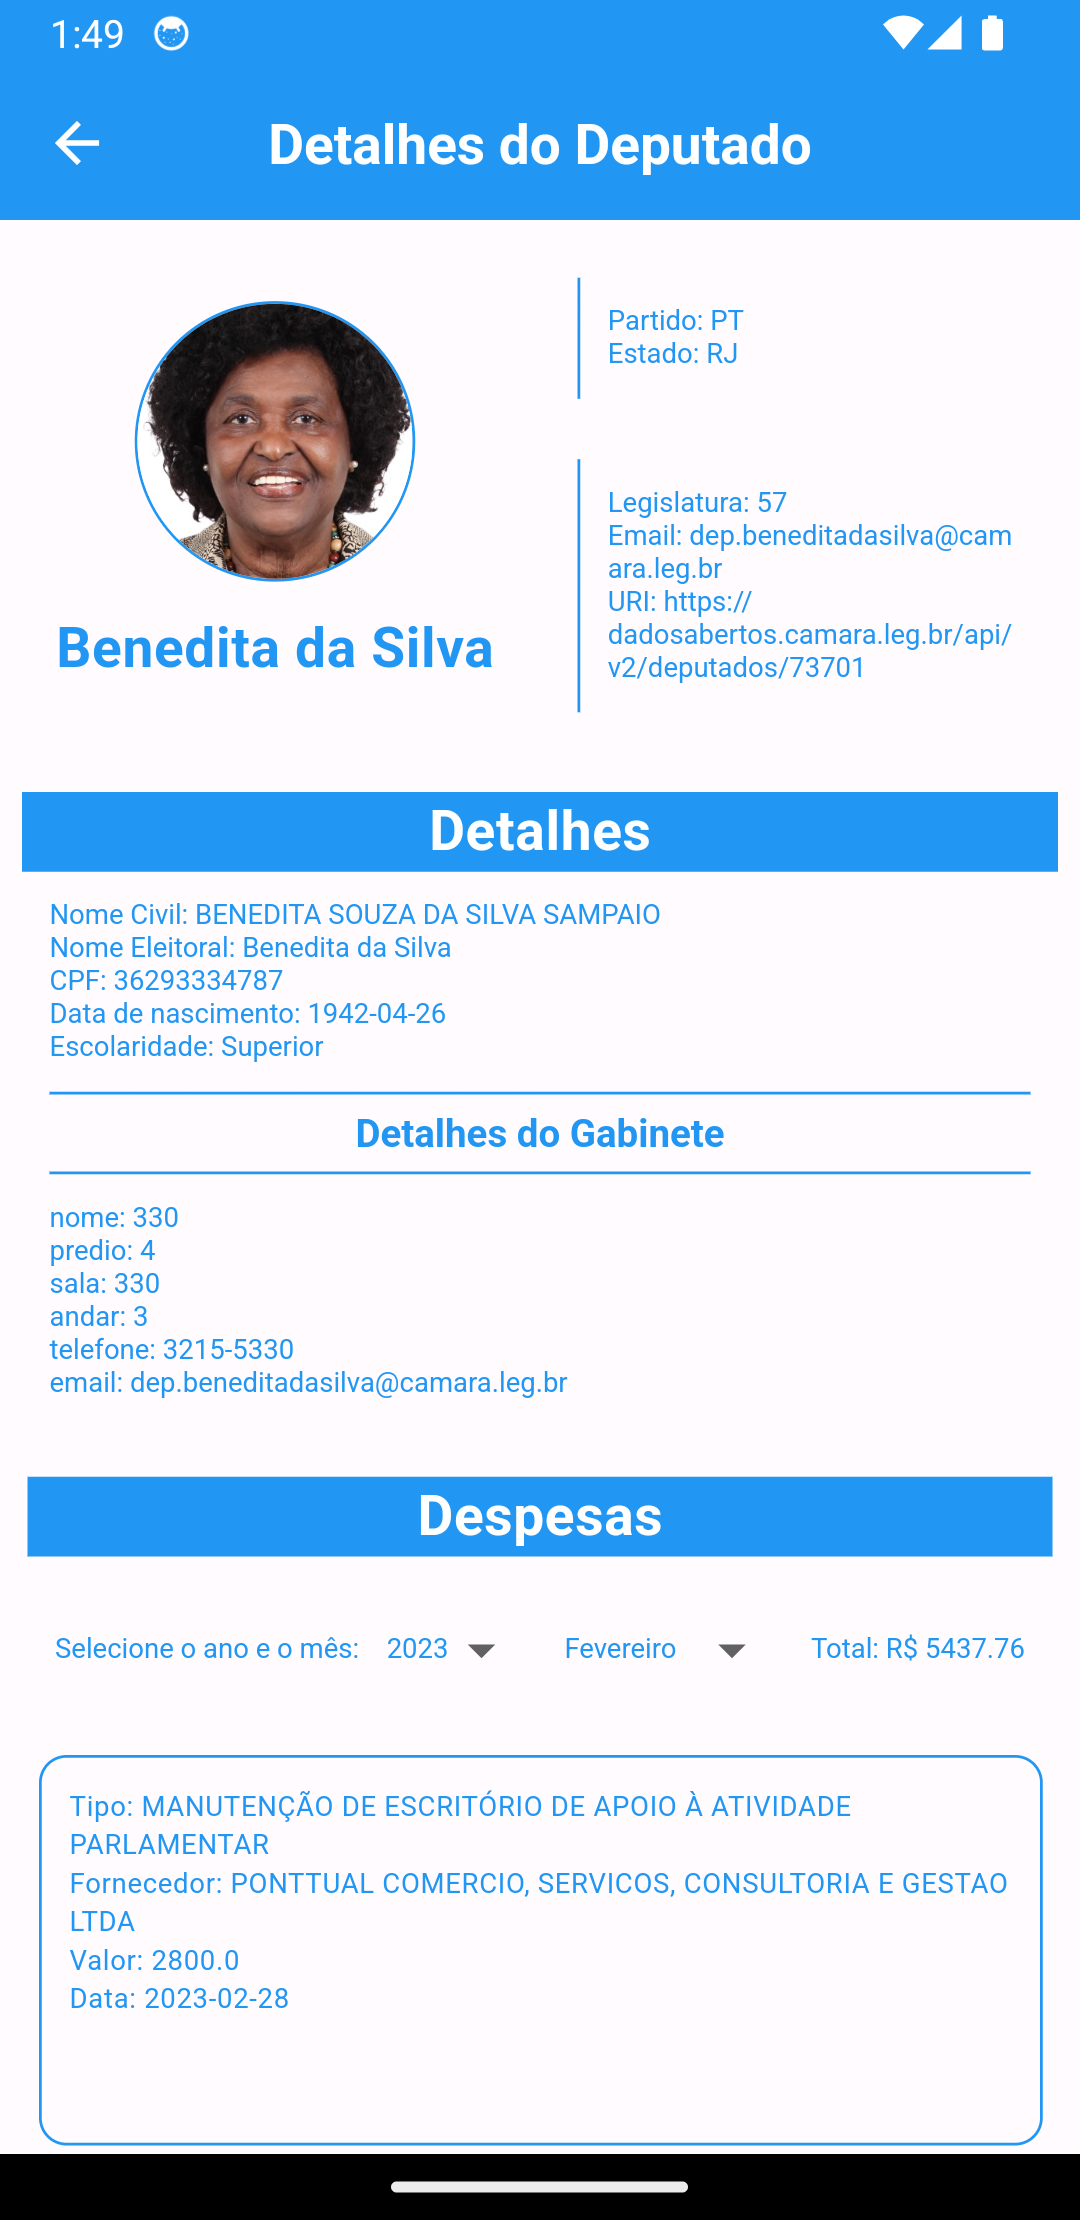 1:49
Detalhes do Deputado
Benedita da Silva
Partido: PT
Estado: RJ
Legislatura: 57
Email: dep.beneditadasilva@cam
ara.leg.br
URI: https://
dadosabertos.camara.leg.br/api/
v2/deputados/73701
Detalhes
Nome Civil: BENEDITA SOUZA DA SILVA SAMPAIO
Nome Eleitoral: Benedita da Silva
CPF: 36293334787
Data de nascimento: 1942-04-26
Escolaridade: Superior
Detalhes do Gabinete
nome: 330
predio: 4
sala: 330
andar: 3
telefone: 3215-5330
email: dep.beneditadasilva@camara.leg.br
Despesas
Selecione o ano e o mês: 2023 Fevereiro Total: R$ 5437.76
Tipo: MANUTENÇÃO DE ESCRITÓRIO DE APOIO À ATIVIDADE
PARLAMENTAR
Fornecedor: PONTTUAL COMERCIO, SERVICOS, CONSULTORIA E GESTAO
LTDA
Valor: 2800.0
Data: 2023-02-28